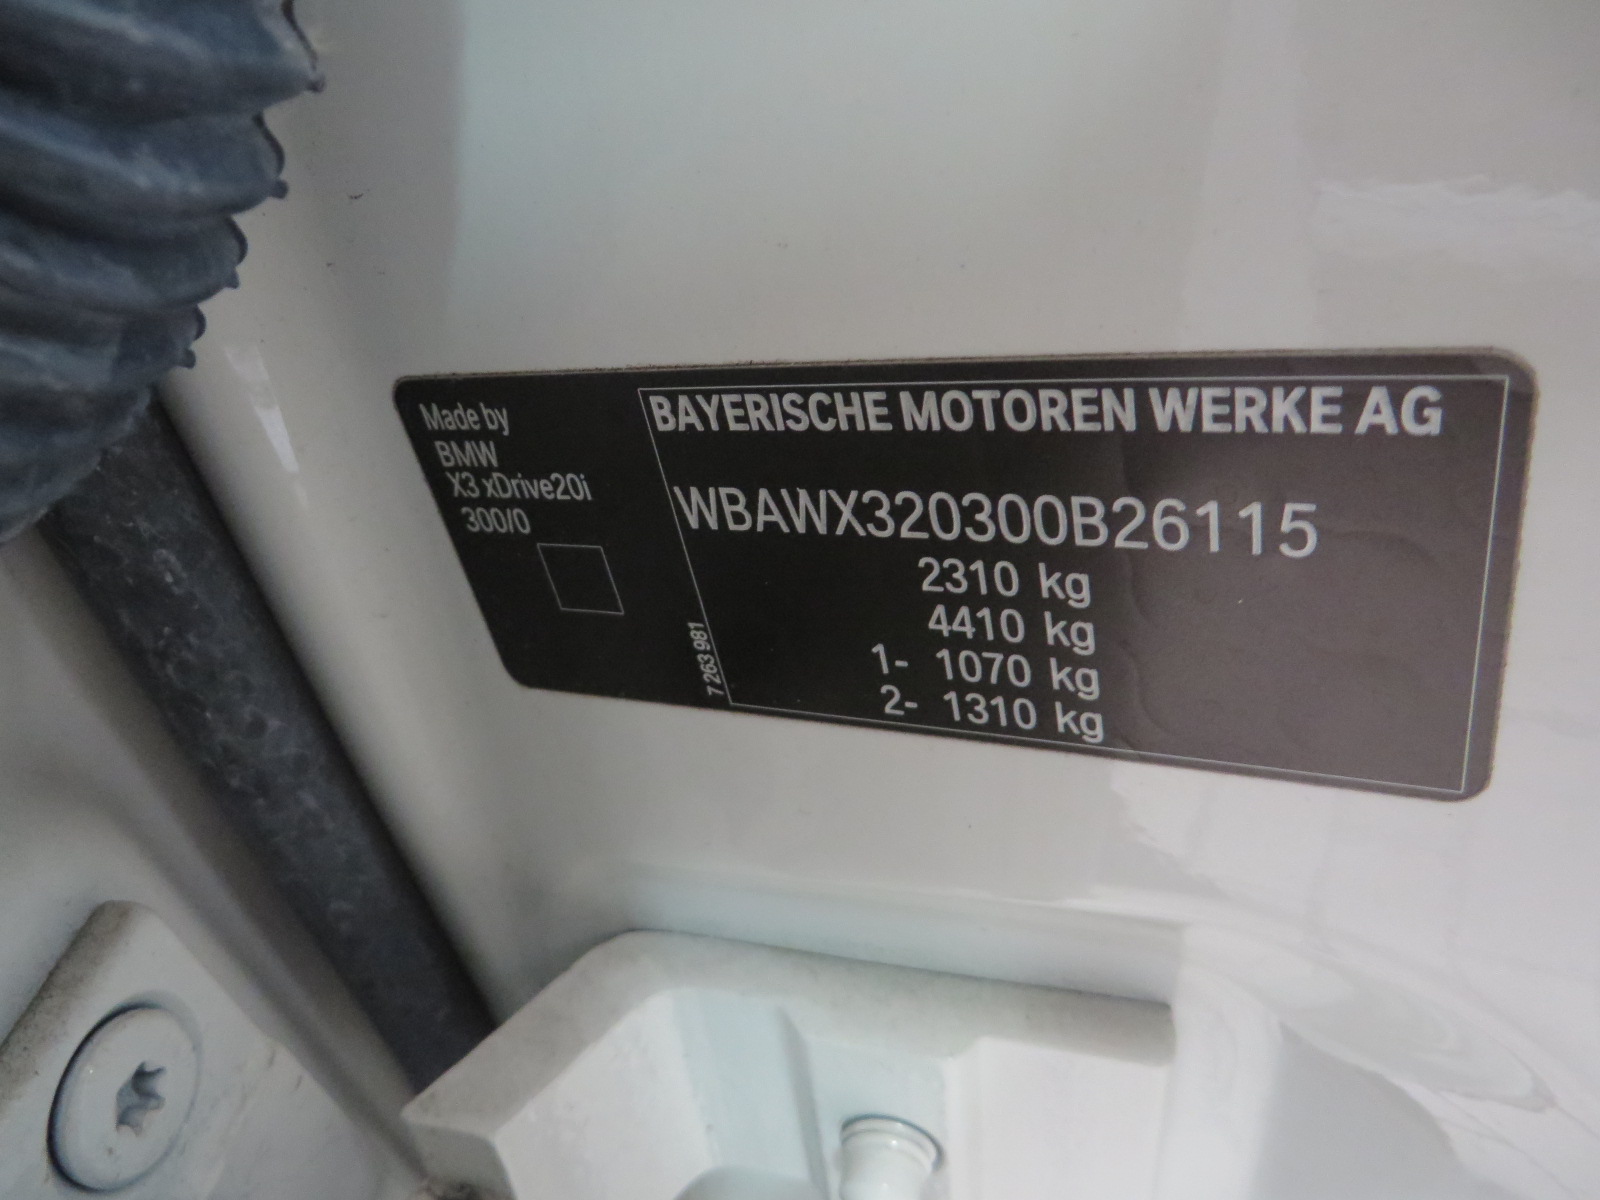 Made by
BMW
X3 xDrive20i
300/0
BAYERISCHE MOTOREN WERKE AG
WBAWX320300B26115
2310 kg
4410 kg
1- 1070 kg
2- 1310 kg
7 263 981